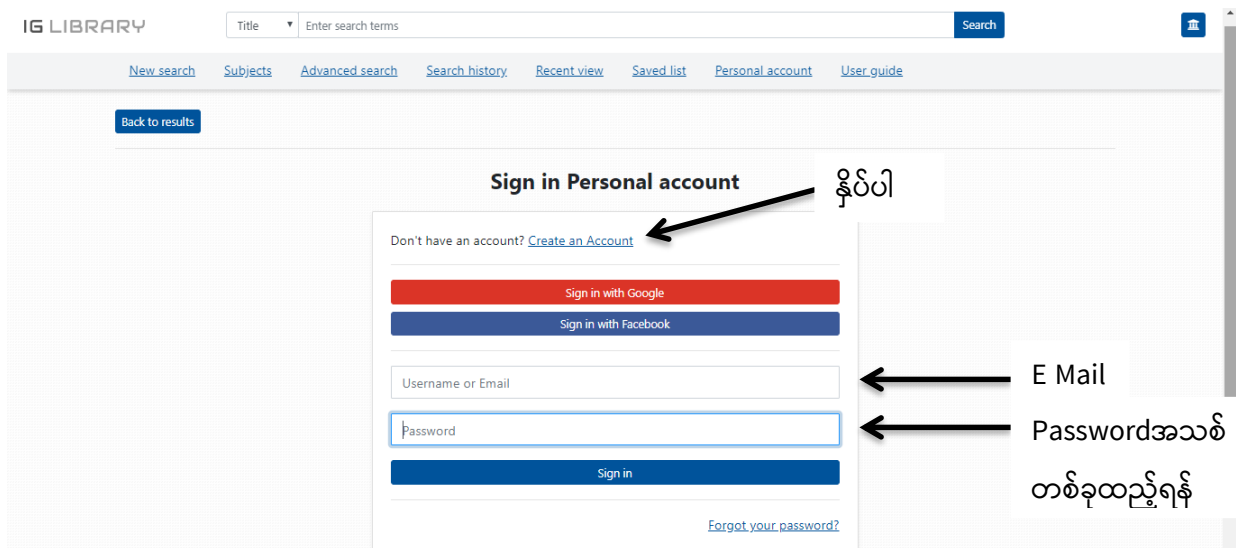 IG LIBRARY Title Enter search terms Search
New search Subjects Advanced search Search history Recent view Saved list Personal account User guide
Back to results
Sign in Personal account
နှိပ်ပါ
Don't have an account? Create an Account
Sign in with Google
Sign in with Facebook
Username or Email
E Mail
Password
Passwordအသစ်
တစ်ခုထည့်ရန်
Sign in
Forgot your password?